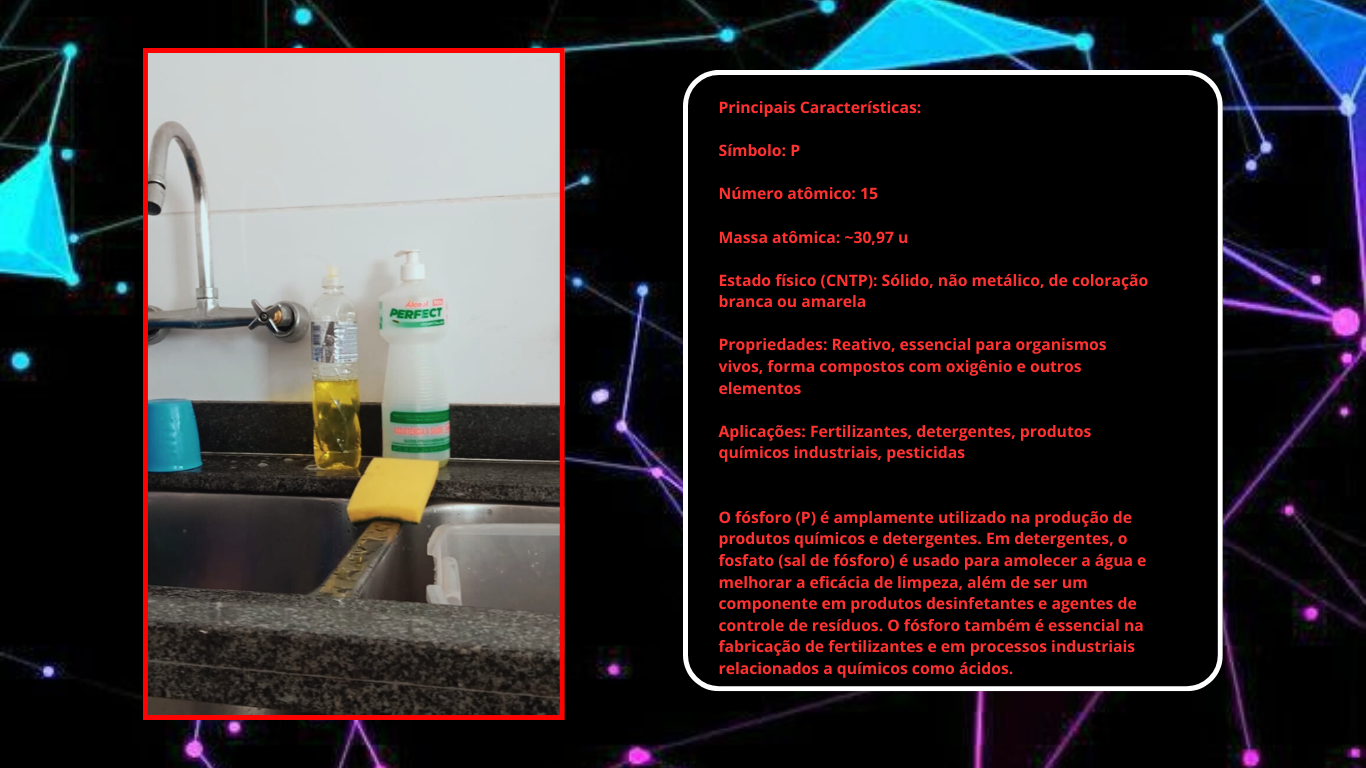 PERFECT
Principais Características:
Símbolo: P
Número atômico: 15
Massa atômica: ~30,97 u
Estado físico (CNTP): Sólido, não metálico, de coloração
branca ou amarela
Propriedades: Reativo, essencial para organismos
vivos, forma compostos com oxigênio e outros
elementos
Aplicações: Fertilizantes, detergentes, produtos
químicos industriais, pesticidas
O fósforo (P) é amplamente utilizado na produção de
produtos químicos e detergentes. Em detergentes, o
fosfato (sal de fósforo) é usado para amolecer a água e
melhorar a eficácia de limpeza, além de ser um
componente em produtos desinfetantes e agentes de
controle de resíduos. O fósforo também é essencial na
fabricação de fertilizantes e em processos industriais
relacionados a químicos como ácidos.